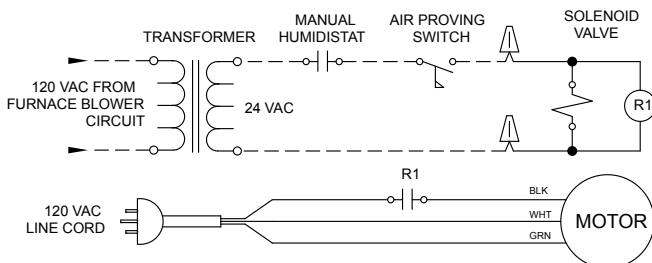 MANUAL
HUMIDISTAT
AIR PROVING
SWITCH
SOLENOID
VALVE
TRANSFORMER
120 VAC FROM
FURNACE BLOWER
CIRCUIT
24 VAC
R1
R1
120 VAC
LINE CORD
BLK
WHT
GRN
MOTOR